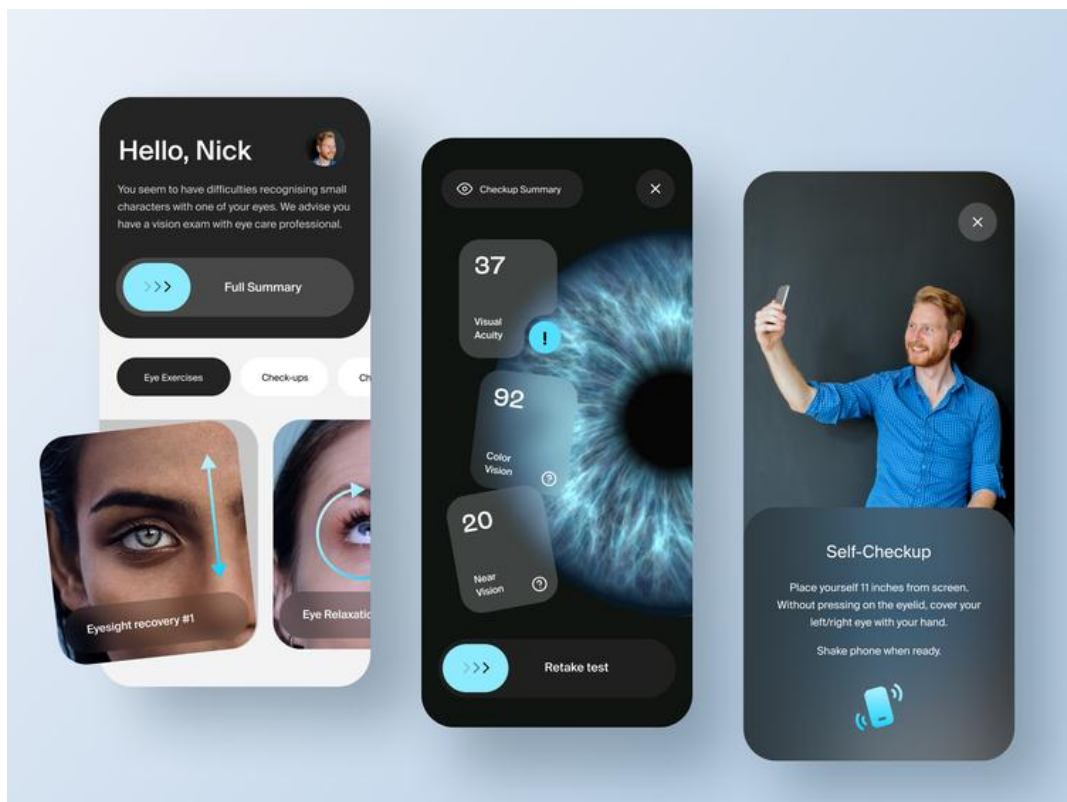 Hello, Nick
You seem to have difficulties recognising small
characters with one of your eyes. We advise you
have a vision exam with eye care professional.
>>>
Full Summary
Eye Exercises
Check-ups
Ch
Eyesight recovery #1
Eye Relaxatio
Checkup Summary
37
Visual
Acuity
!
92
Color
Vision
?
20
Near
Vision
?
>>>
Retake test
Self-Checkup
Place yourself 11 inches from screen.
Without pressing on the eyelid, cover your
left/right eye with your hand.
Shake phone when ready.